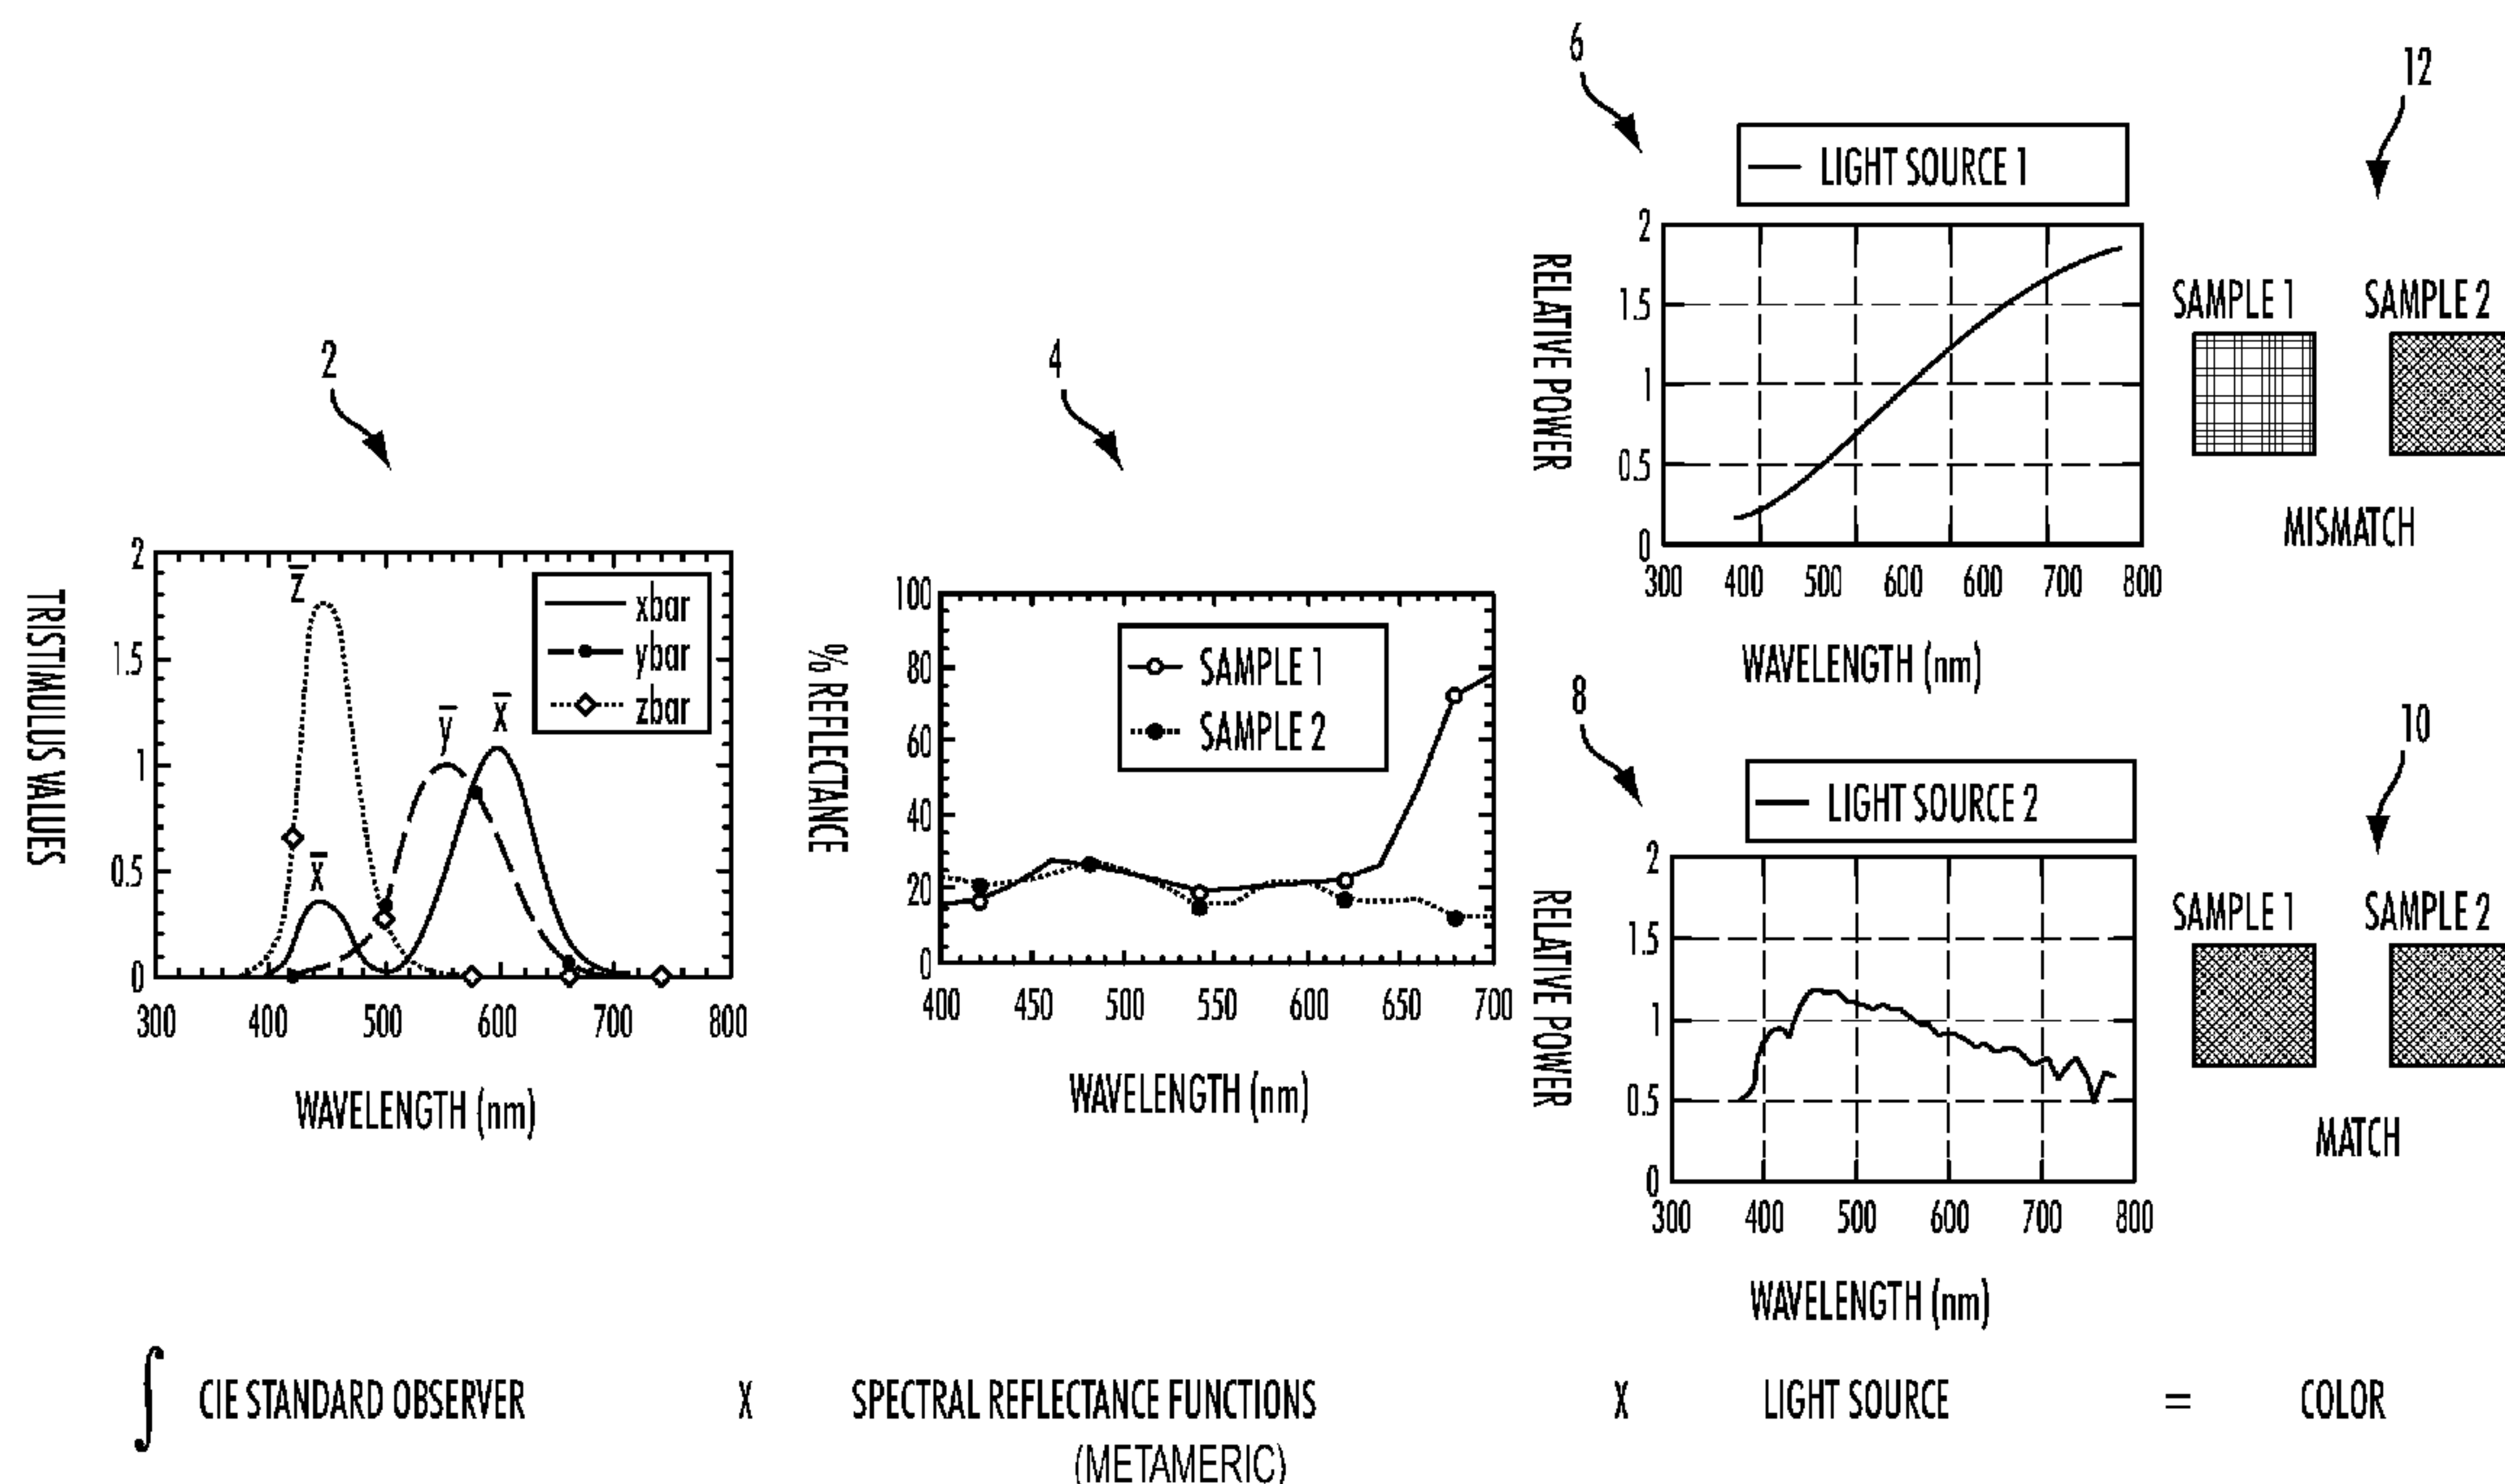 6
12
LIGHT SOURCE 1
2
1.5
1
0.5
0
RELATIVE POWER
300 400 500 600 600 700 800
WAVELENGTH (nm)
SAMPLE 1 SAMPLE 2
MISMATCH
2
TRISTIMULUS VALUES
2
1.5
1
0.5
0
z̅
x̅
y̅
x̅
xbar
ybar
zbar
300 400 500 600 700 800
WAVELENGTH (nm)
4
% REFLECTANCE
100
80
60
40
20
0
SAMPLE 1
SAMPLE 2
400 450 500 550 600 650 700
WAVELENGTH (nm)
8
10
LIGHT SOURCE 2
2
1.5
1
0.5
0
RELATIVE POWER
300 400 500 600 700 800
WAVELENGTH (nm)
SAMPLE 1 SAMPLE 2
MATCH
∫ CIE STANDARD OBSERVER X SPECTRAL REFLECTANCE FUNCTIONS X LIGHT SOURCE = COLOR
(METAMERIC)